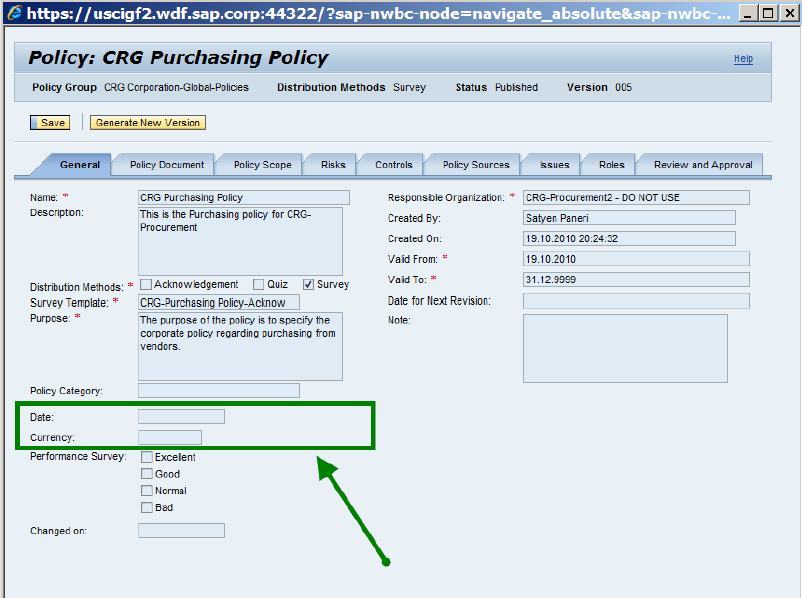 https://uscigf2.wdf.sap.corp:44322/?sap-nwbc-node=navigate_absolute&sap-nwbc-...
Policy: CRG Purchasing Policy
Help
Policy Group CRG Corporation-Global-Policies Distribution Methods Survey Status Published Version 005
Save Generate New Version
General Policy Document Policy Scope Risks Controls Policy Sources Issues Roles Review and Approval
Name: * CRG Purchasing Policy
Description: This is the Purchasing policy for CRG-
Procurement
Distribution Methods: * Acknowledgement Quiz Survey
Survey Template: * CRG-Purchasing Policy-Acknow
Purpose: * The purpose of the policy is to specify the
corporate policy regarding purchasing from
vendors.
Policy Category:
Date:
Currency:
Performance Survey: Excellent
Good
Normal
Bad
Changed on:
Responsible Organization: * CRG-Procurement2 - DO NOT USE
Created By: Satyen Paneri
Created On: 19.10.2010 20:24:32
Valid From: * 19.10.2010
Valid To: * 31.12.9999
Date for Next Revision:
Note: